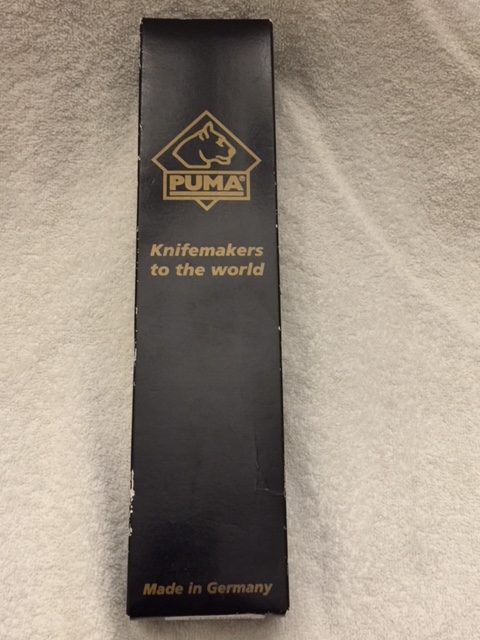 PUMA®
Knifemakers
to the world
Made in Germany